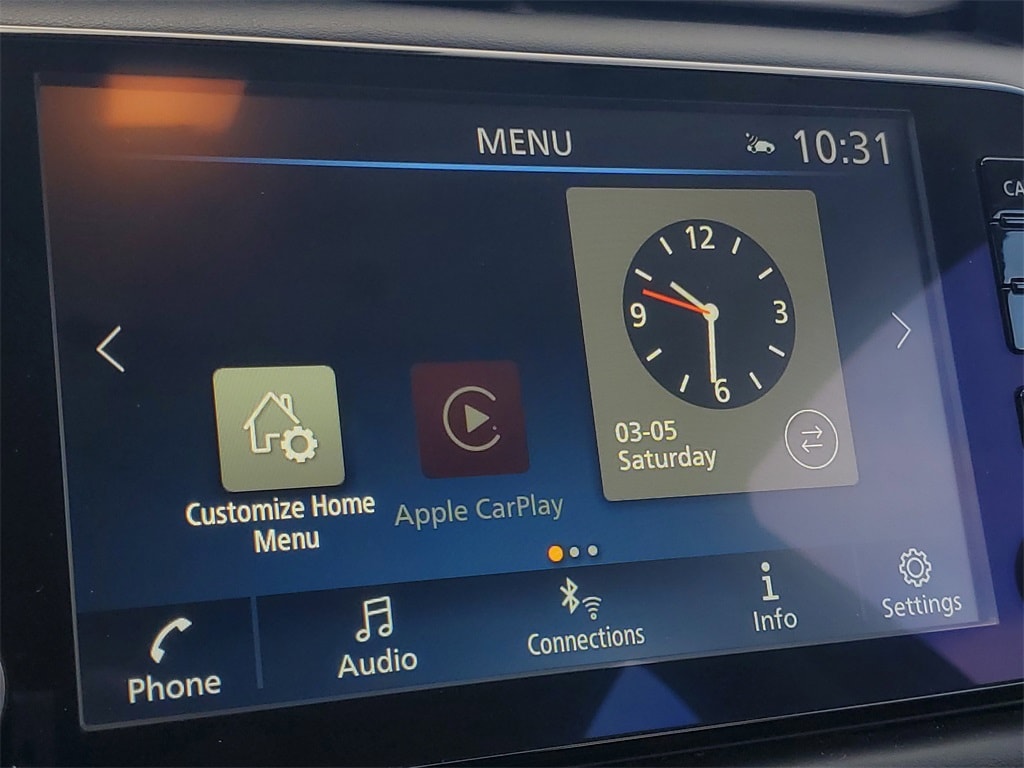 MENU
10:31
CA
12
9
3
6
03-05
Saturday
Customize Home
Menu
Apple CarPlay
Phone
Audio
Connections
Info
Settings